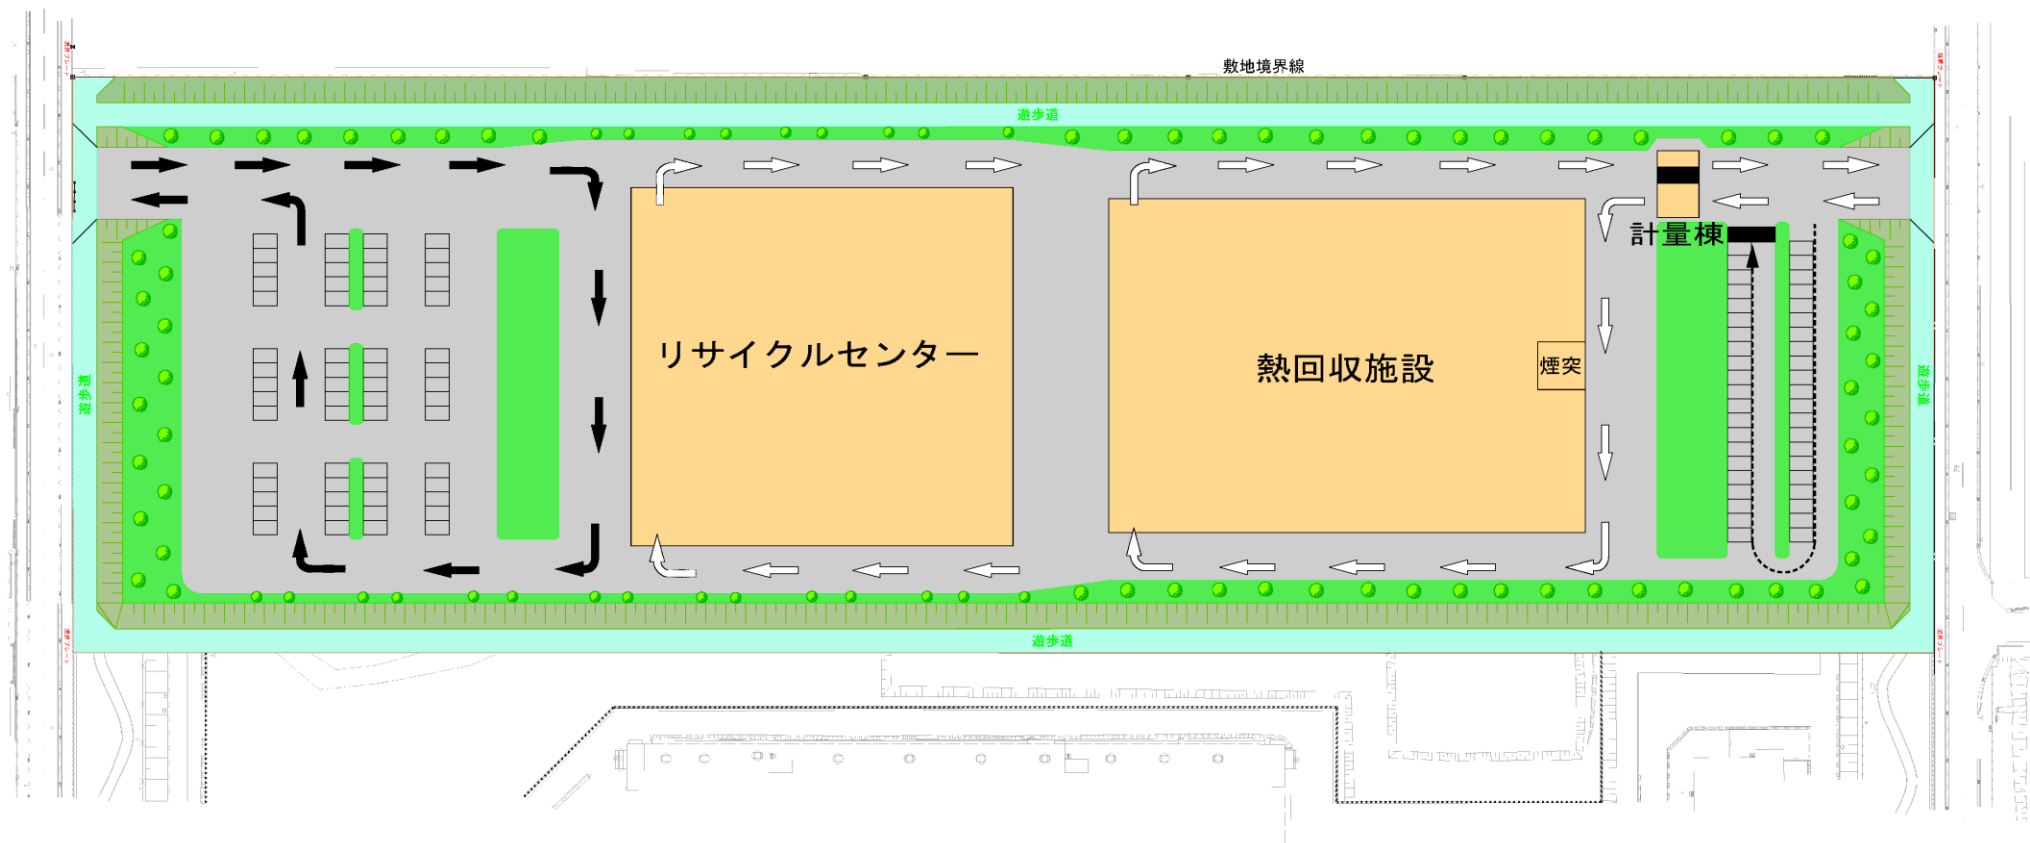 敷地境界線
遊歩道
計量棟
リサイクルセンター
熱回収施設
煙突
遊歩道
遊歩道
遊歩道